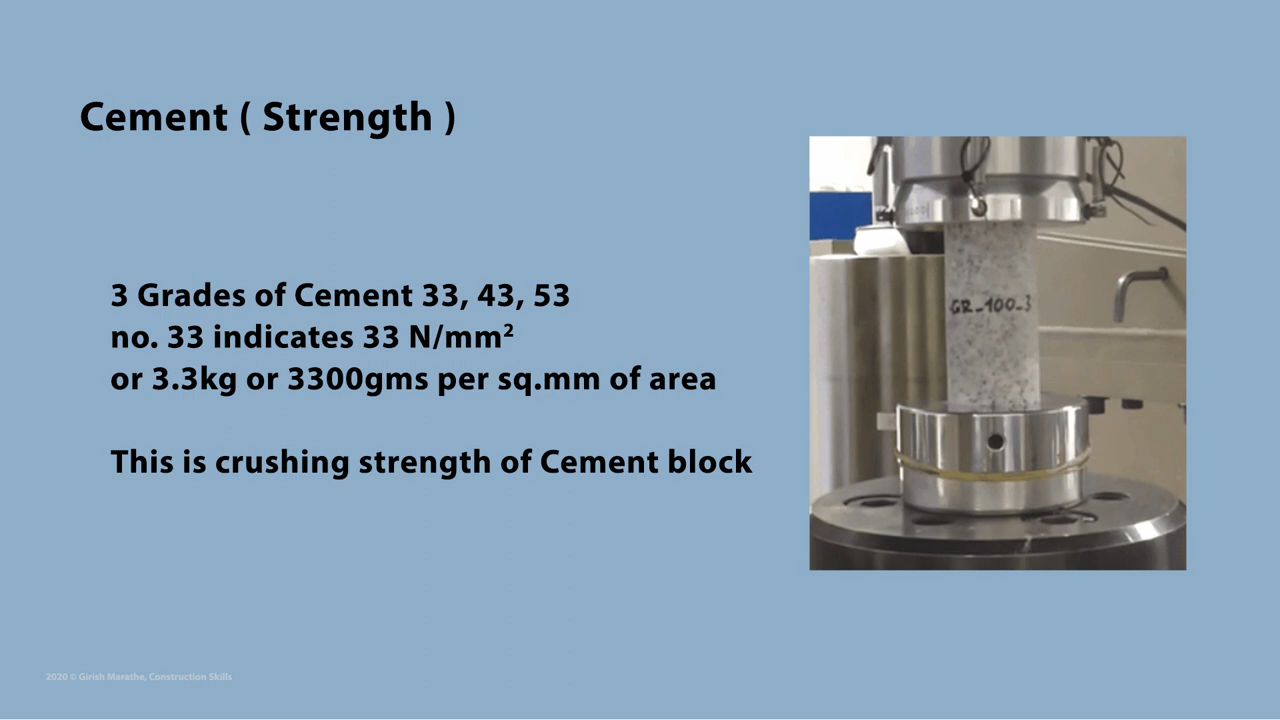 Cement ( Strength )
3 Grades of Cement 33, 43, 53
no. 33 indicates 33 N/mm²
or 3.3kg or 3300gms per sq.mm of area
This is crushing strength of Cement block
GR_100_3
2020 © Girish Marathe, Construction Skills